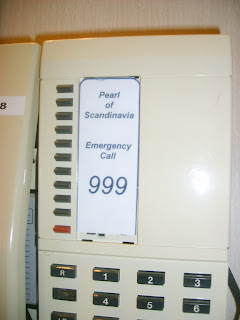 8
Pearl
of
Scandinavia
Emergency
Call
999
R 1 2 3
4 5 6